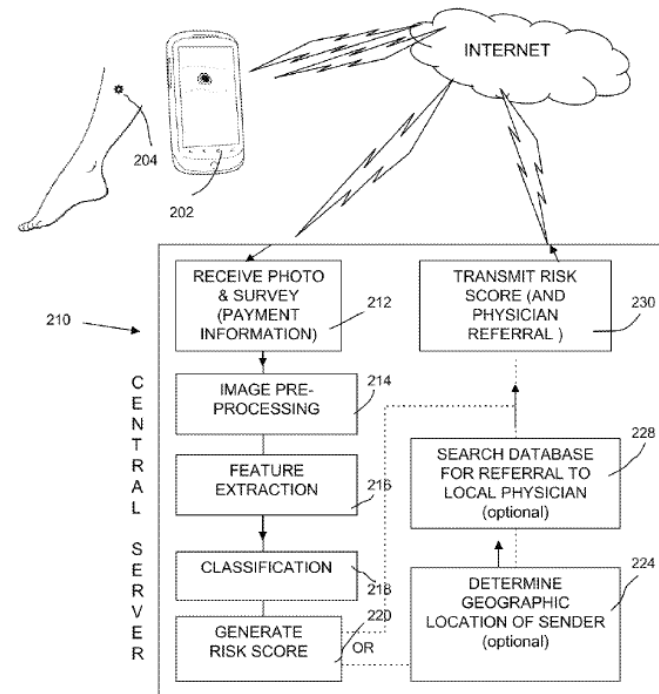 INTERNET
204
202
210
CENTRAL SERVER
RECEIVE PHOTO
& SURVEY
(PAYMENT
INFORMATION)
212
IMAGE PRE-
PROCESSING
214
FEATURE
EXTRACTION
216
CLASSIFICATION
218
GENERATE
RISK SCORE
220
OR
TRANSMIT RISK
SCORE (AND
PHYSICIAN
REFERRAL )
230
SEARCH DATABASE
FOR REFERRAL TO
LOCAL PHYSICIAN
(optional)
228
DETERMINE
GEOGRAPHIC
LOCATION OF SENDER
(optional)
224